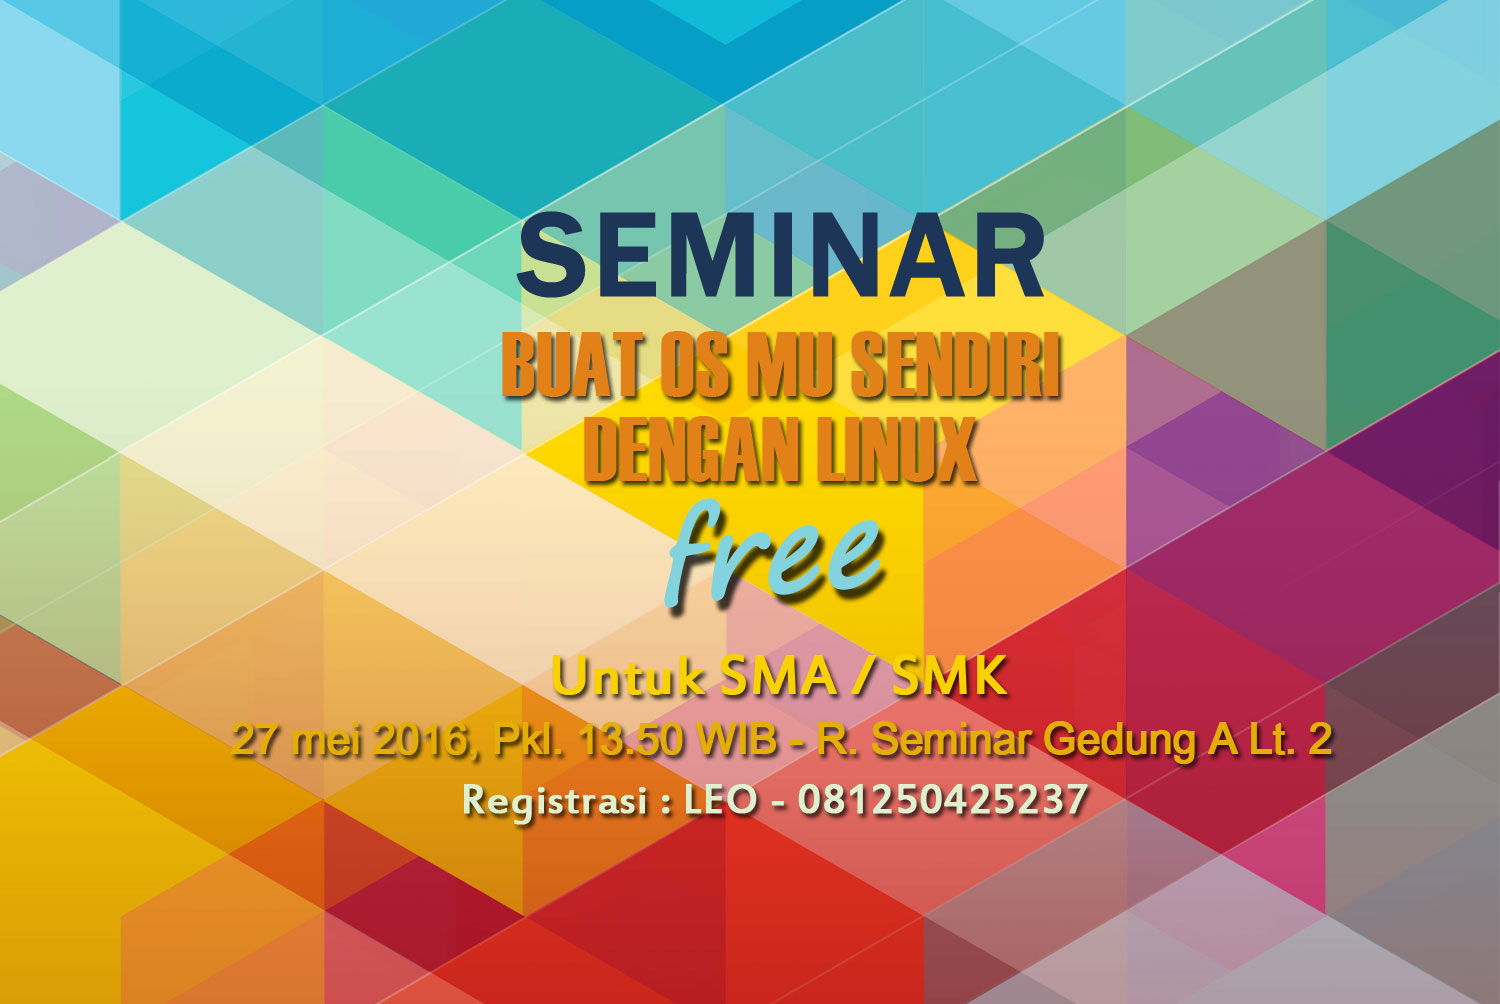 SEMINAR
BUAT OS MU SENDIRI
DENGAN LINUX
free
Untuk SMA / SMK
27 mei 2016, Pkl. 13.50 WIB - R. Seminar Gedung A Lt. 2
Registrasi : LEO - 081250425237